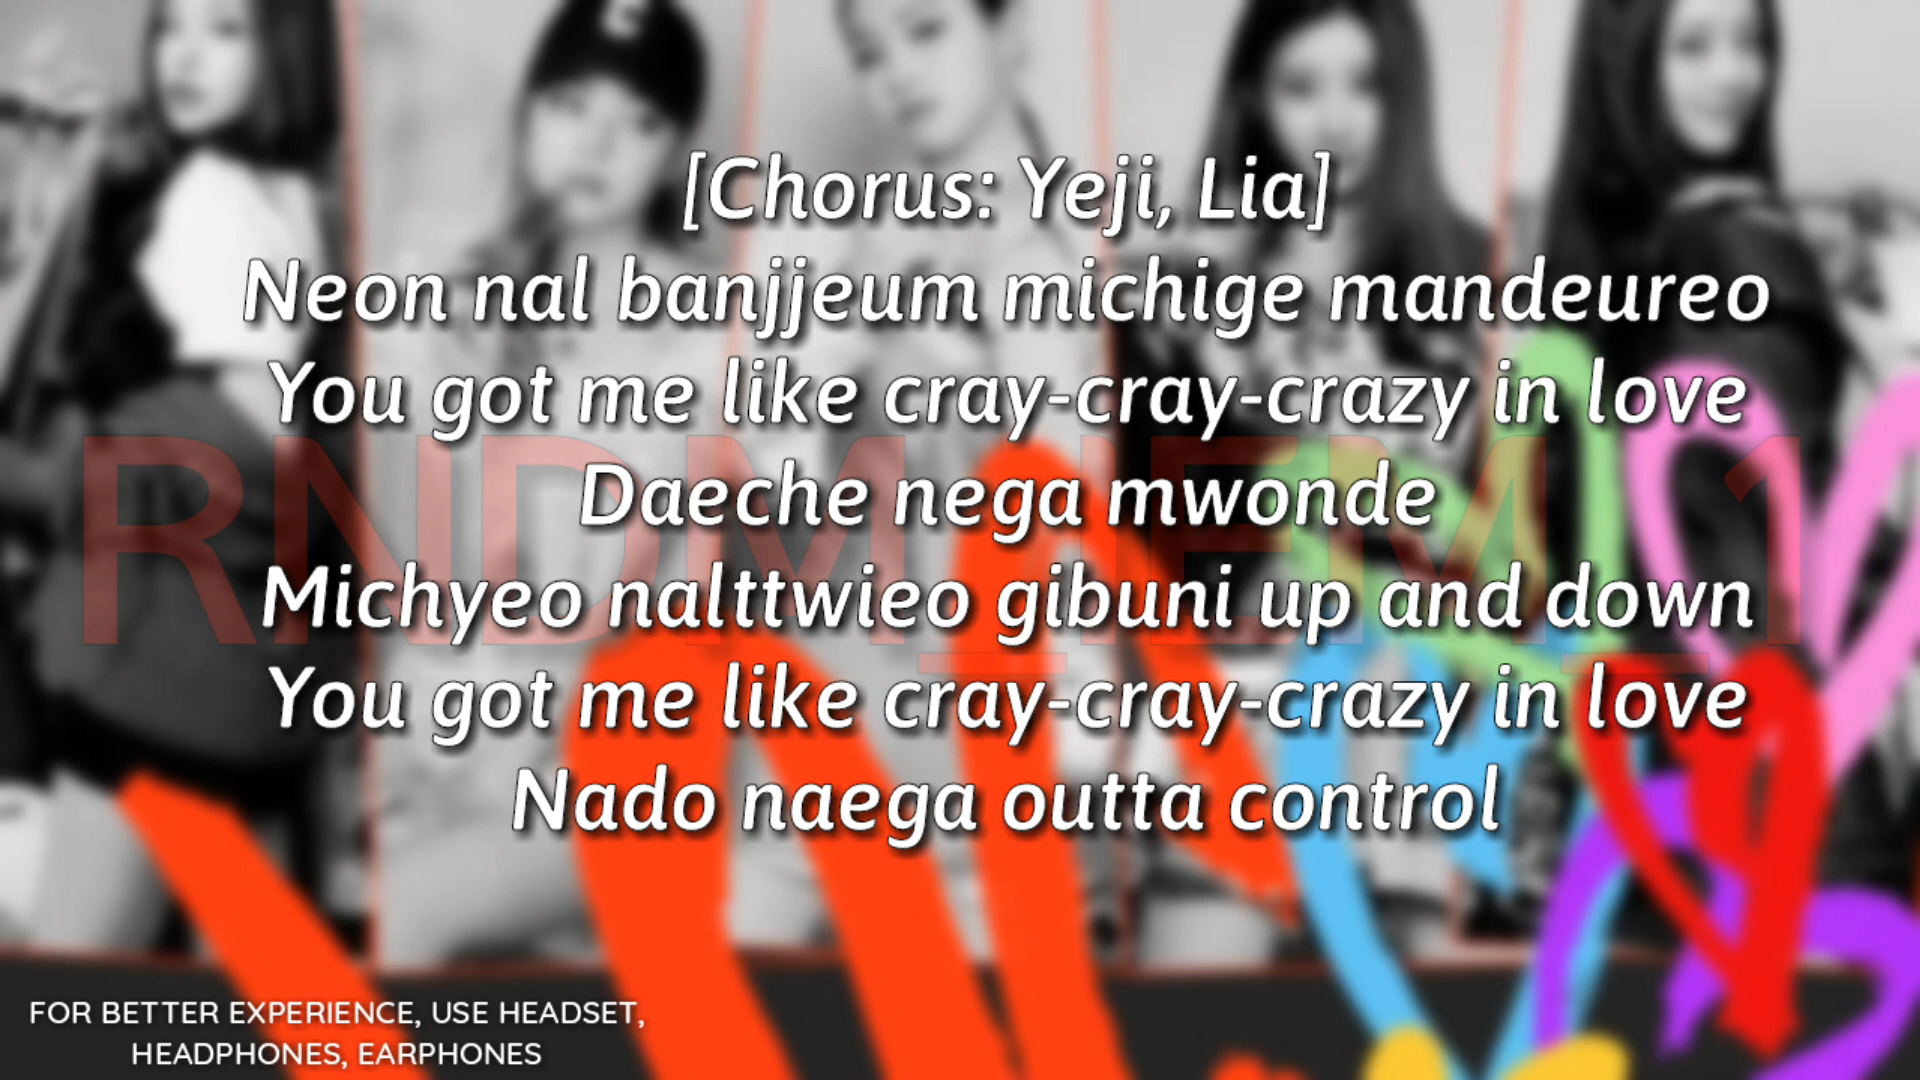 [Chorus: Yeji, Lia]
Neon nal banjjeum michige mandeureo
You got me like cray-cray-crazy in love
Daeche nega mwonde
Michyeo nalttwieo gibuni up and down
You got me like cray-cray-crazy in love
Nado naega outta control
RNDM_IEM_1
FOR BETTER EXPERIENCE, USE HEADSET,
HEADPHONES, EARPHONES